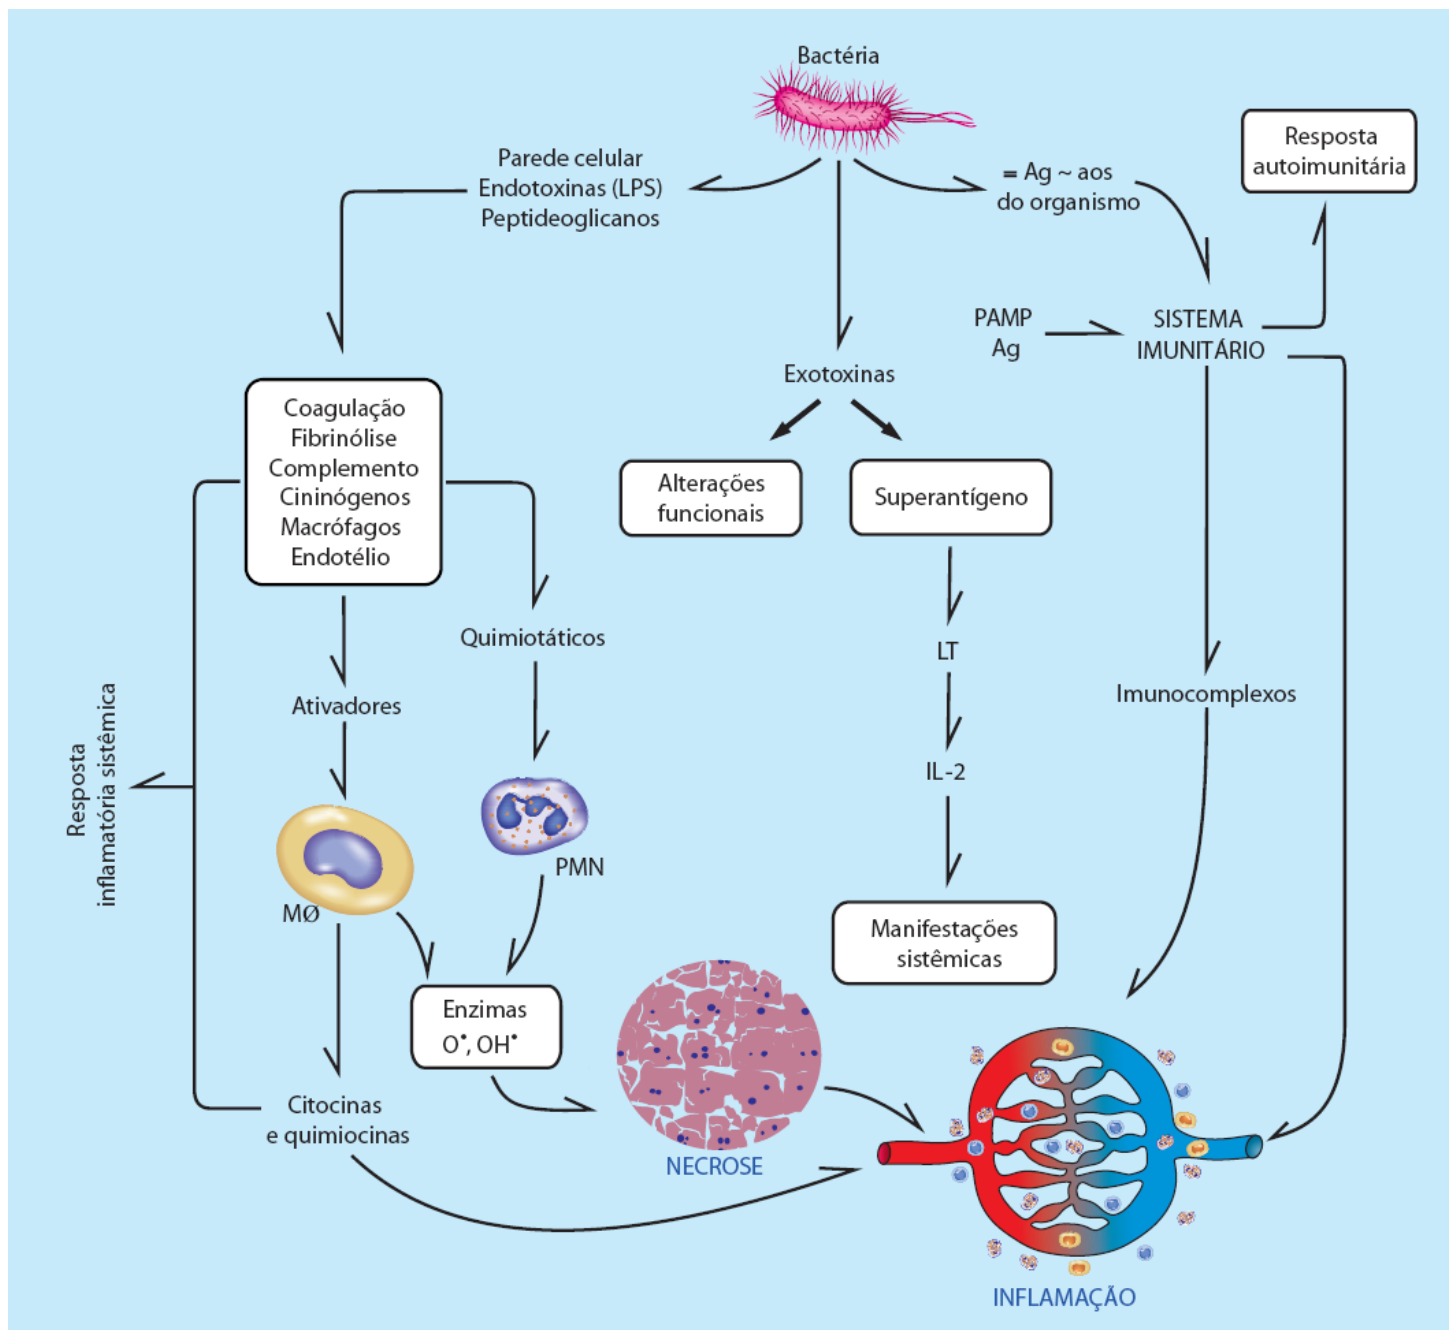 Bactéria
Parede celular
Endotoxinas (LPS)
Peptideoglicanos
= Ag ~ aos
do organismo
Resposta
autoimunitária
PAMP
Ag
SISTEMA
IMUNITÁRIO
Exotoxinas
Coagulação
Fibrinólise
Complemento
Cininógenos
Macrófagos
Endotélio
Alterações
funcionais
Superantígeno
Quimiotáticos
LT
Ativadores
Imunocomplexos
Resposta
inflamatória sistêmica
IL-2
PMN
MØ
Manifestações
sistêmicas
Enzimas
O•, OH•
Citocinas
e quimiocinas
NECROSE
INFLAMAÇÃO